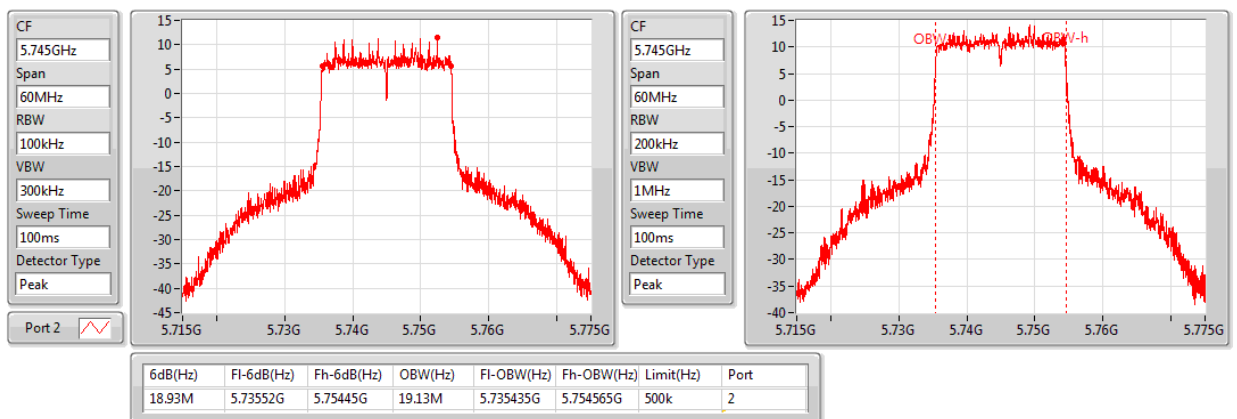 CF
5.745GHz
Span
60MHz
RBW
100kHz
VBW
300kHz
Sweep Time
100ms
Detector Type
Peak
Port 2
15
10
5
0
-5
-10
-15
-20
-25
-30
-35
-40
-45
5.715G 5.73G 5.74G 5.75G 5.76G 5.775G
CF
5.745GHz
Span
60MHz
RBW
200kHz
VBW
1MHz
Sweep Time
100ms
Detector Type
Peak
15
10
5
0
-5
-10
-15
-20
-25
-30
-35
-40
OBW-h
5.715G 5.73G 5.74G 5.75G 5.76G 5.775G
6dB(Hz) Fl-6dB(Hz) Fh-6dB(Hz) OBW(Hz) Fl-OBW(Hz) Fh-OBW(Hz) Limit(Hz) Port
18.93M 5.73552G 5.75445G 19.13M 5.735435G 5.754565G 500k 2